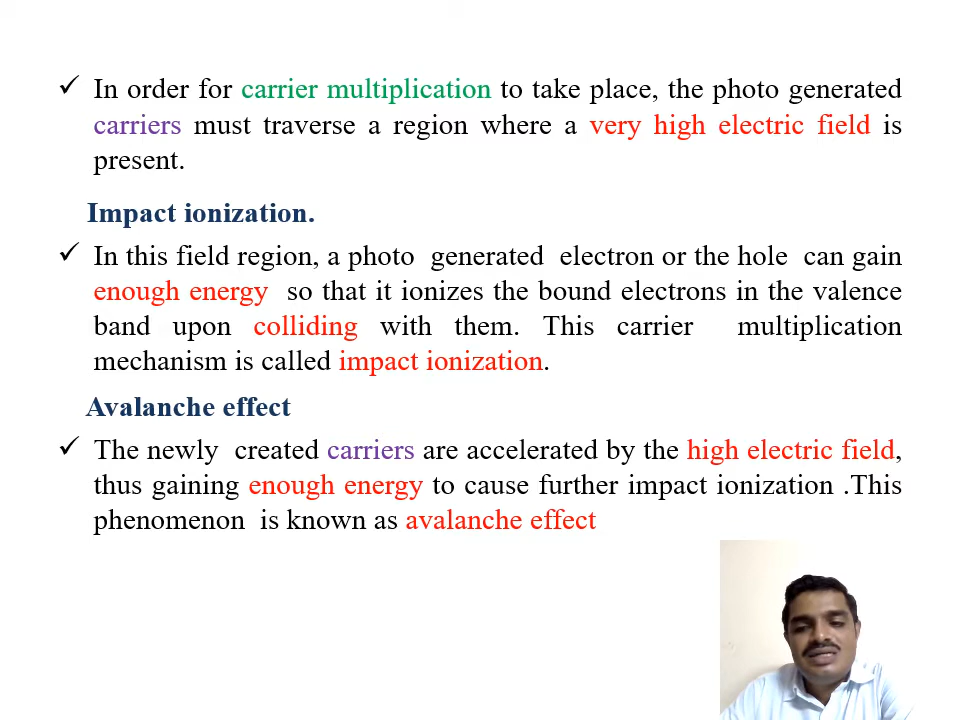 ✓ In order for carrier multiplication to take place, the photo generated
carriers must traverse a region where a very high electric field is
present.
Impact ionization.
✓ In this field region, a photo generated electron or the hole can gain
enough energy so that it ionizes the bound electrons in the valence
band upon colliding with them. This carrier multiplication
mechanism is called impact ionization.
Avalanche effect
✓ The newly created carriers are accelerated by the high electric field,
thus gaining enough energy to cause further impact ionization .This
phenomenon is known as avalanche effect